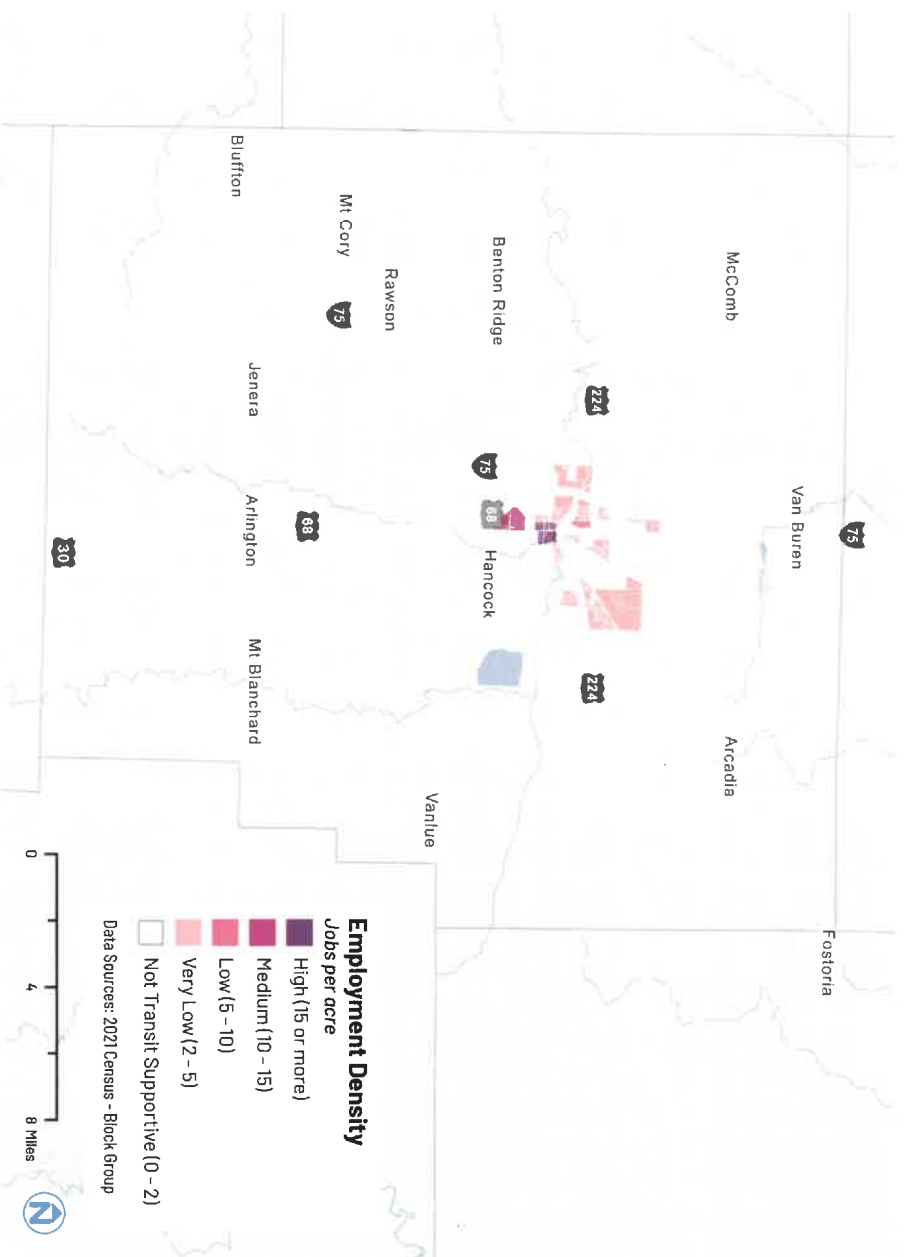 75
Fostoria
Van Buren
McComb
Arcadia
224
224
Benton Ridge
75
68
Hancock
Vanlue
Rawson
Mt Cory
75
68
Bluffton
Jenera
Arlington
Mt Blanchard
30
Employment Density
Jobs per acre
High (15 or more)
Medium (10 - 15)
Low (5 - 10)
Very Low (2 - 5)
Not Transit Supportive (0 - 2)
Data Sources: 2021 Census - Block Group
0 4 8 Miles
N